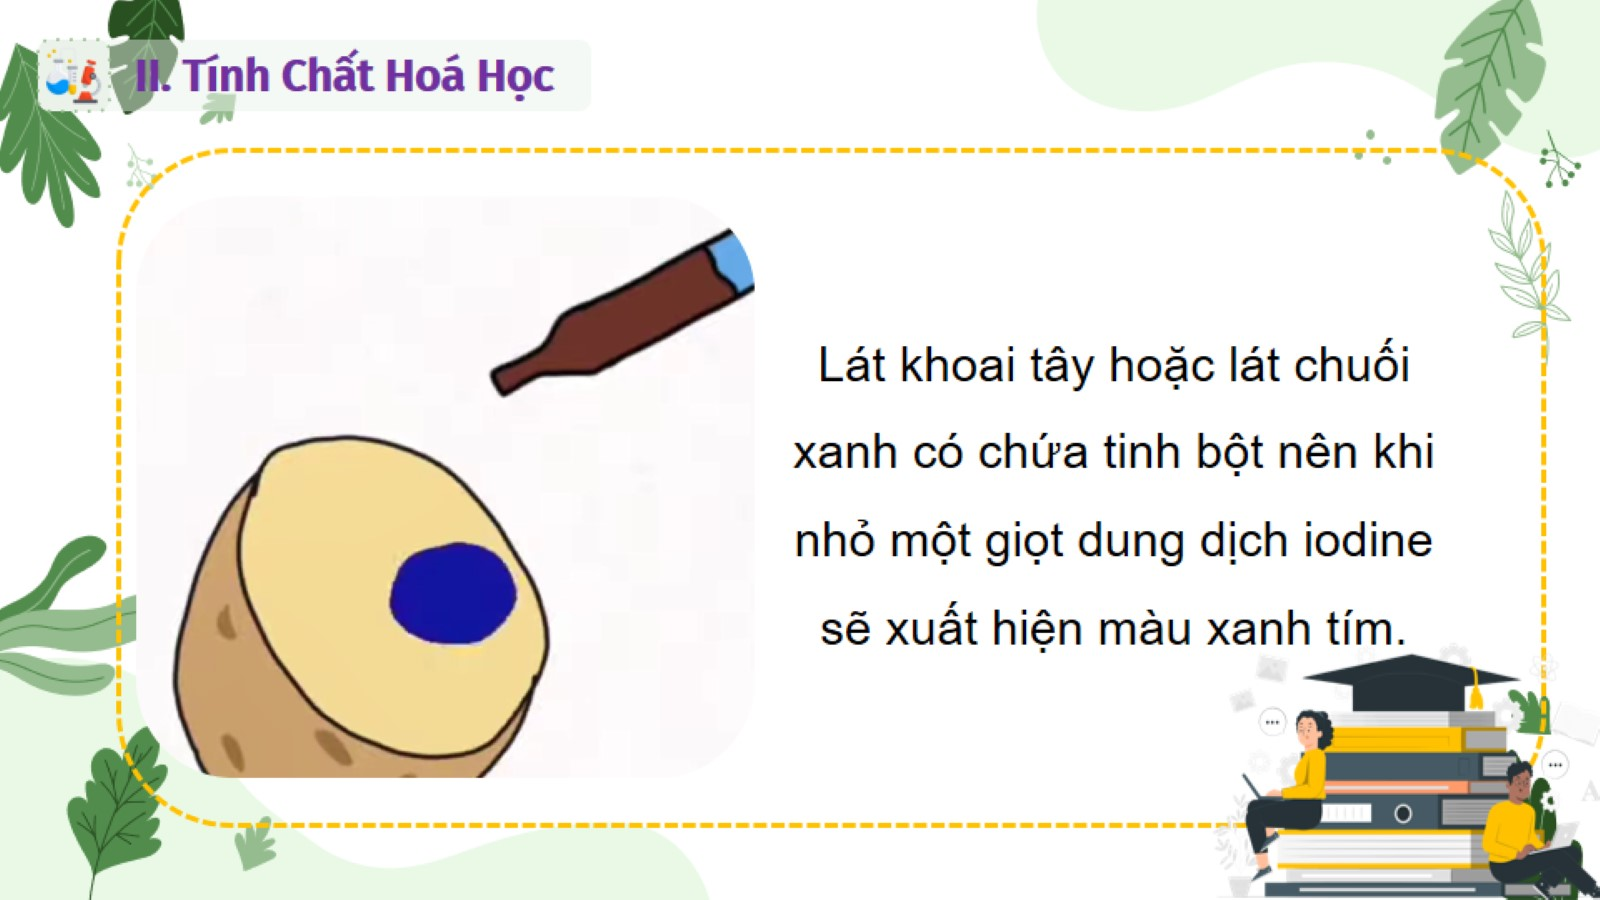 II. Tính Chất Hoá Học
Lát khoai tây hoặc lát chuối
xanh có chứa tinh bột nên khi
nhỏ một giọt dung dịch iodine
sẽ xuất hiện màu xanh tím.